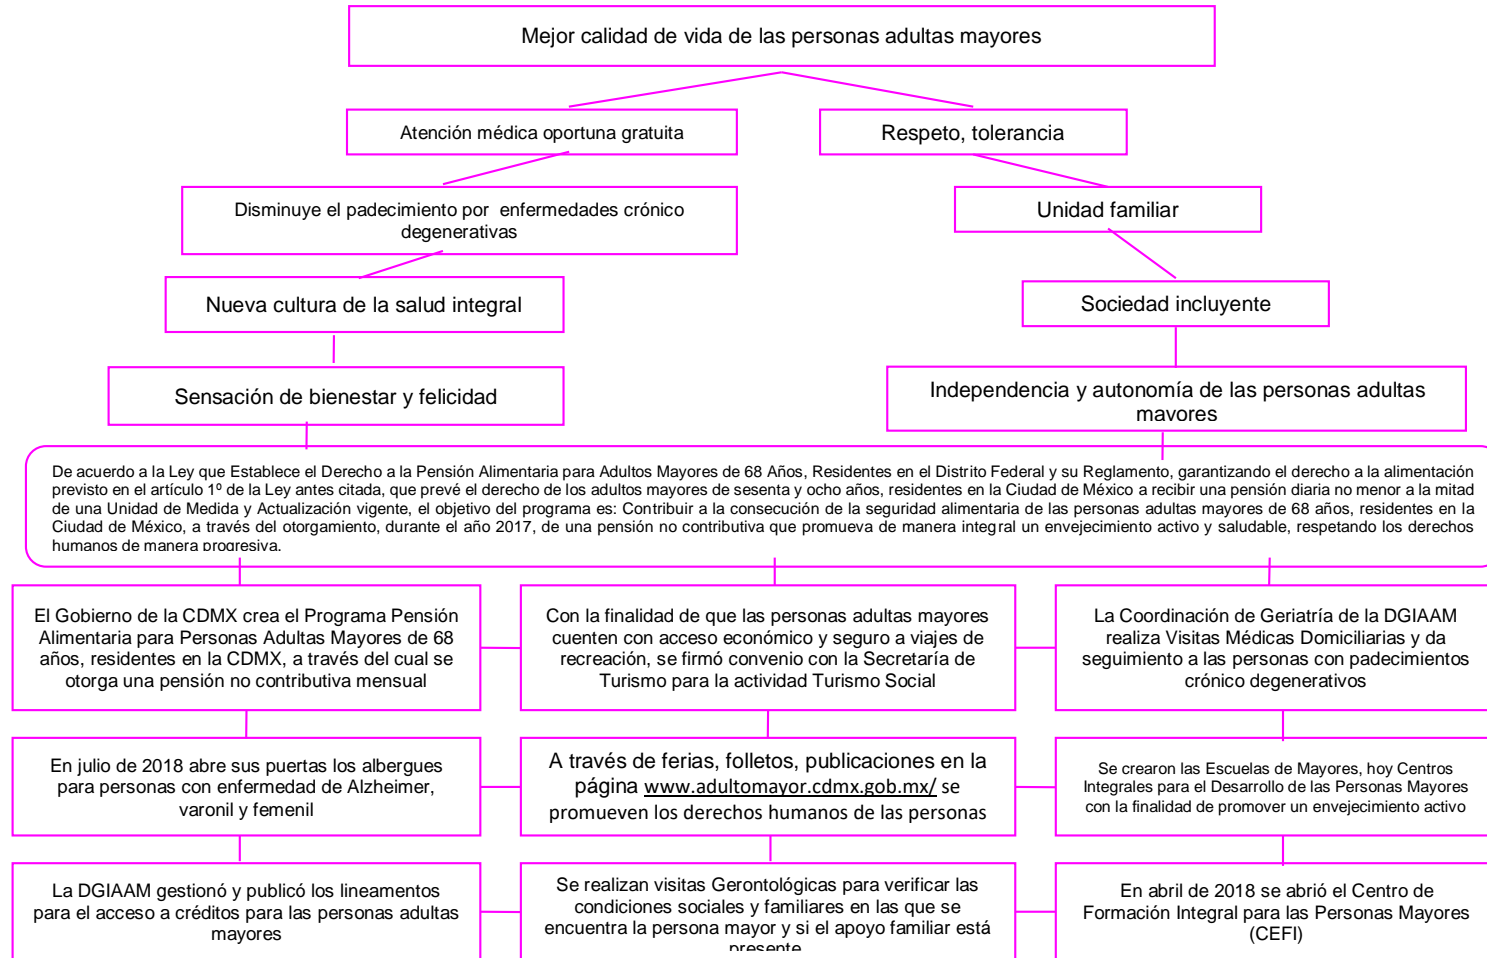 Mejor calidad de vida de las personas adultas mayores
Atención médica oportuna gratuita
Respeto, tolerancia
Disminuye el padecimiento por enfermedades crónico
degenerativas
Unidad familiar
Nueva cultura de la salud integral
Sociedad incluyente
Sensación de bienestar y felicidad
Independencia y autonomía de las personas adultas
mayores
De acuerdo a la Ley que Establece el Derecho a la Pensión Alimentaria para Adultos Mayores de 68 Años, Residentes en el Distrito Federal y su Reglamento, garantizando el derecho a la alimentación
previsto en el artículo 1º de la Ley antes citada, que prevé el derecho de los adultos mayores de sesenta y ocho años, residentes en la Ciudad de México a recibir una pensión diaria no menor a la mitad
de una Unidad de Medida y Actualización vigente, el objetivo del programa es: Contribuir a la consecución de la seguridad alimentaria de las personas adultas mayores de 68 años, residentes en la
Ciudad de México, a través del otorgamiento, durante el año 2017, de una pensión no contributiva que promueva de manera integral un envejecimiento activo y saludable, respetando los derechos
humanos de manera progresiva.
El Gobierno de la CDMX crea el Programa Pensión
Alimentaria para Personas Adultas Mayores de 68
años, residentes en la CDMX, a través del cual se
otorga una pensión no contributiva mensual
Con la finalidad de que las personas adultas mayores
cuenten con acceso económico y seguro a viajes de
recreación, se firmó convenio con la Secretaría de
Turismo para la actividad Turismo Social
La Coordinación de Geriatría de la DGIAAM
realiza Visitas Médicas Domiciliarias y da
seguimiento a las personas con padecimientos
crónico degenerativos
En julio de 2018 abre sus puertas los albergues
para personas con enfermedad de Alzheimer,
varonil y femenil
A través de ferias, folletos, publicaciones en la
página www.adultomayor.cdmx.gob.mx/ se
promueven los derechos humanos de las personas
Se crearon las Escuelas de Mayores, hoy Centros
Integrales para el Desarrollo de las Personas Mayores
con la finalidad de promover un envejecimiento activo
La DGIAAM gestionó y publicó los lineamentos
para el acceso a créditos para las personas adultas
mayores
Se realizan visitas Gerontológicas para verificar las
condiciones sociales y familiares en las que se
encuentra la persona mayor y si el apoyo familiar está
presente
En abril de 2018 se abrió el Centro de
Formación Integral para las Personas Mayores
(CEFI)